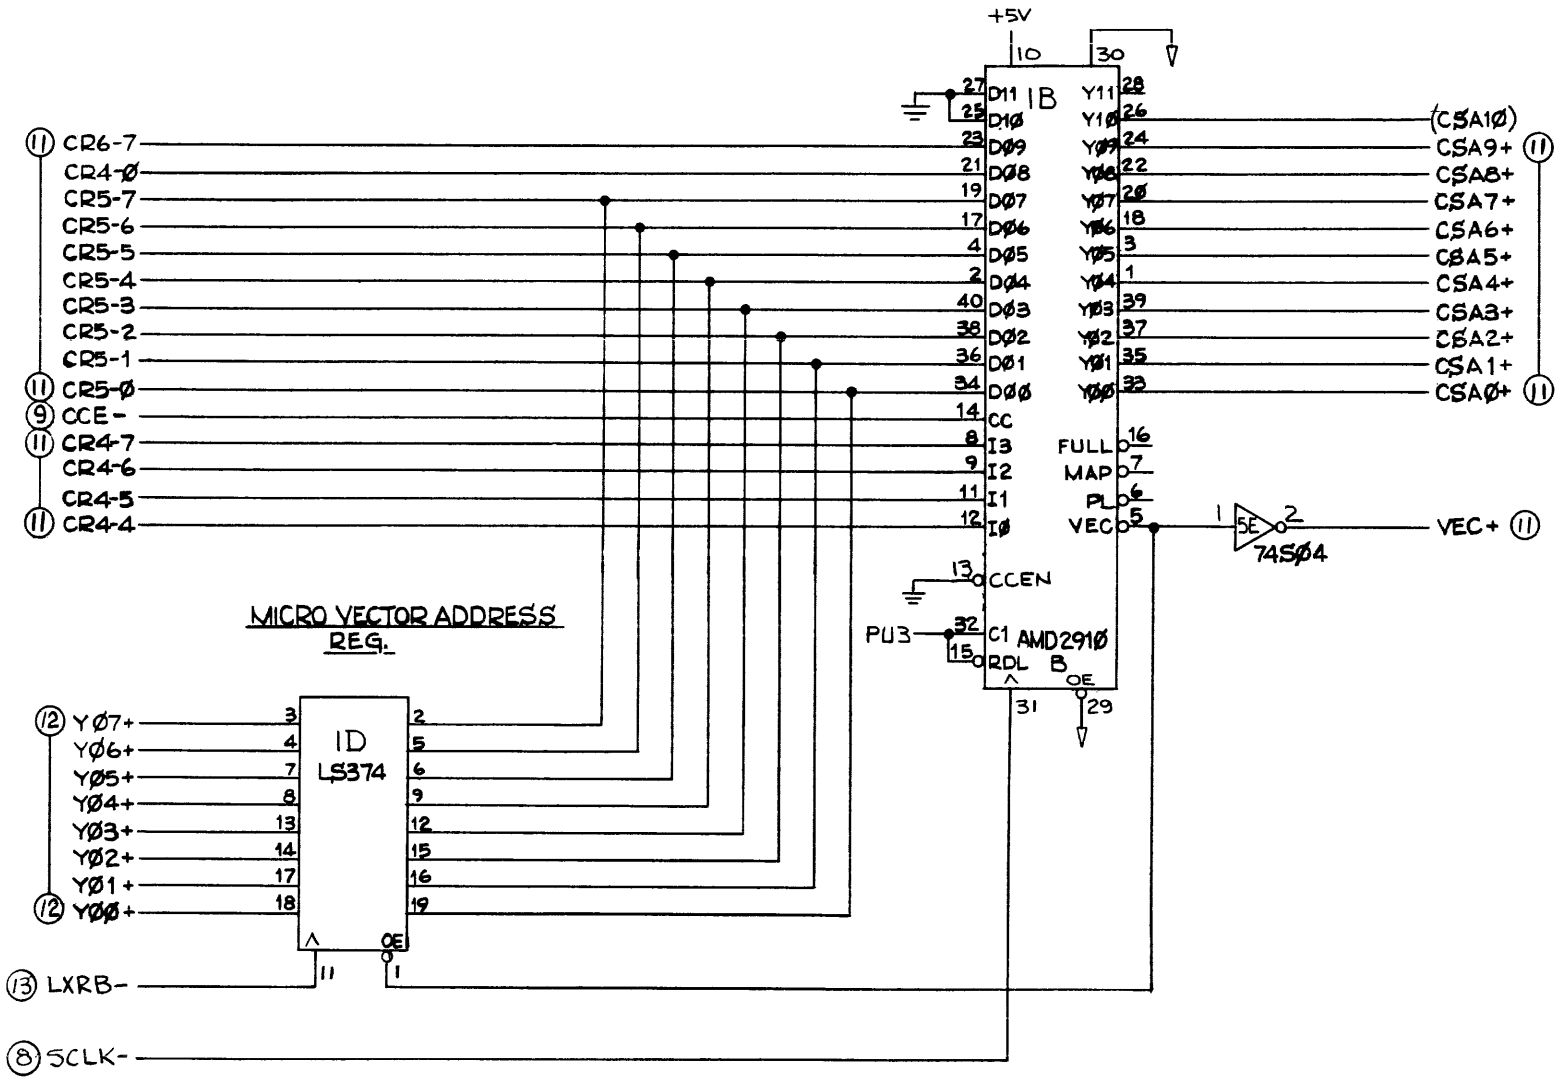 +5V
10 30
27 D11 1B Y11 28
25 D1Ø Y1Ø 26 (CSA1Ø)
11 CR6-7 23 DØ9 YØ9 24 CSA9+ 11
CR4-Ø 21 DØ8 YØ8 22 CSA8+
CR5-7 19 DØ7 YØ7 2Ø CSA7+
CR5-6 17 DØ6 YØ6 18 CSA6+
CR5-5 4 DØ5 YØ5 3 CSA5+
CR5-4 2 DØ4 YØ4 1 CSA4+
CR5-3 40 DØ3 YØ3 39 CSA3+
CR5-2 38 DØ2 YØ2 37 CSA2+
CR5-1 36 DØ1 YØ1 35 CSA1+
11 CR5-Ø 34 DØØ YØØ 33 CSAØ+ 11
9 CCE- 14 CC
11 CR4-7 8 I3 FULL 16
CR4-6 9 I2 MAP 7
CR4-5 11 I1 PL 6
11 CR4-4 12 IØ VEC 5 1 5E 2 VEC+ 11
74SØ4
13 CCEN
MICRO VECTOR ADDRESS
REG.
PU3 32 C1 AMD291Ø
15 RDL B
OE
31 29
12 YØ7+ 3 1D 2
YØ6+ 4 LS374 5
YØ5+ 7 6
YØ4+ 8 9
YØ3+ 13 12
YØ2+ 14 15
YØ1+ 17 16
12 YØØ+ 18 19
OE
11 1
13 LXRB-
8 SCLK-